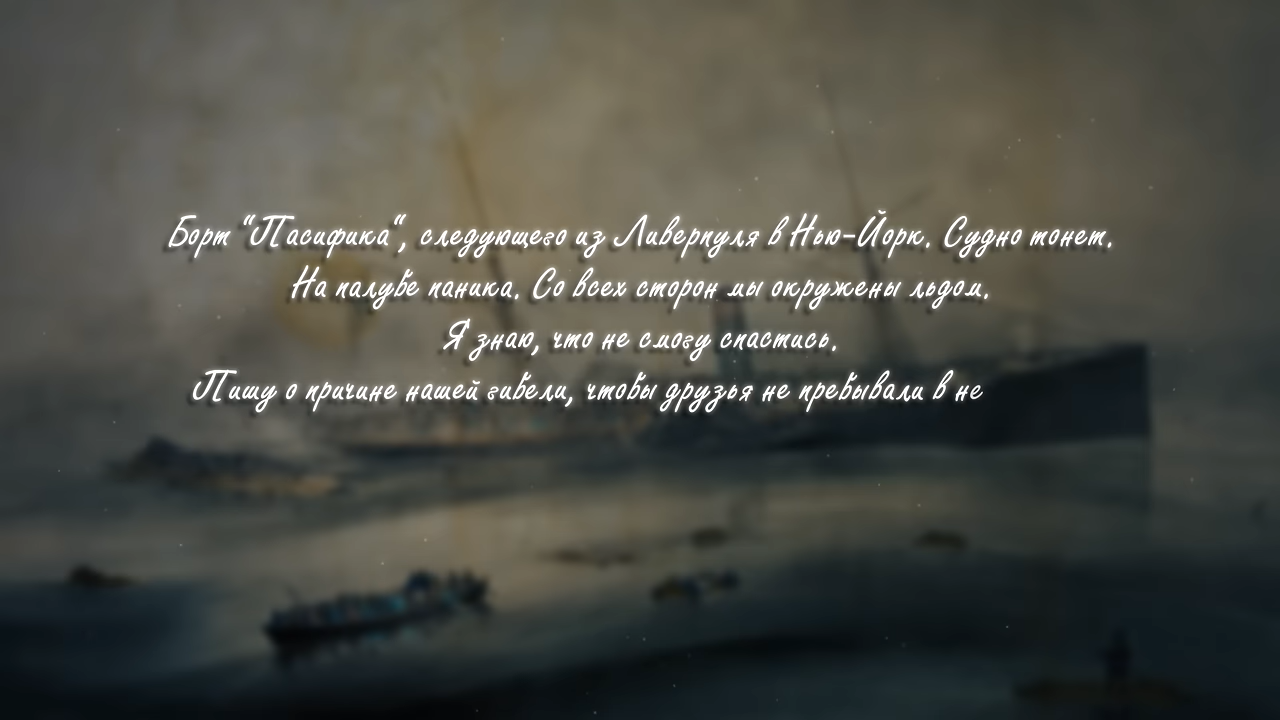 Борт "Пасифика", следующего из Ливерпуля в Нью-Йорк. Судно тонет.
На палубе паника. Со всех сторон мы окружены льдом.
Я знаю, что не смогу спастись.
Пишу о причине нашей гибели, чтобы друзья не пребывали в не